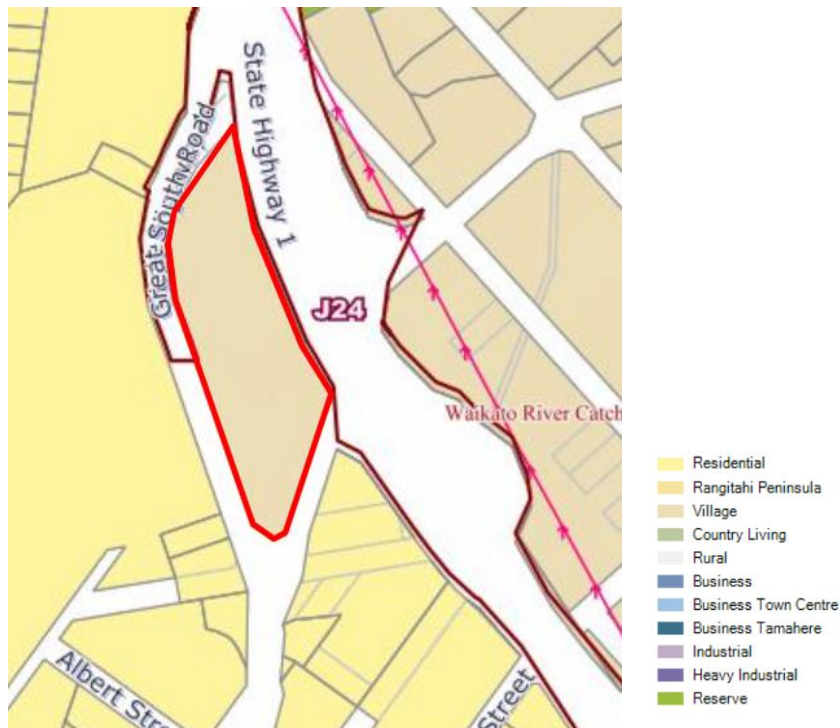 State Highway 1
Great South Road
J24
Waikato River Catch
Albert Stre
Street
Residential
Rangitahi Peninsula
Village
Country Living
Rural
Business
Business Town Centre
Business Tamahere
Industrial
Heavy Industrial
Reserve